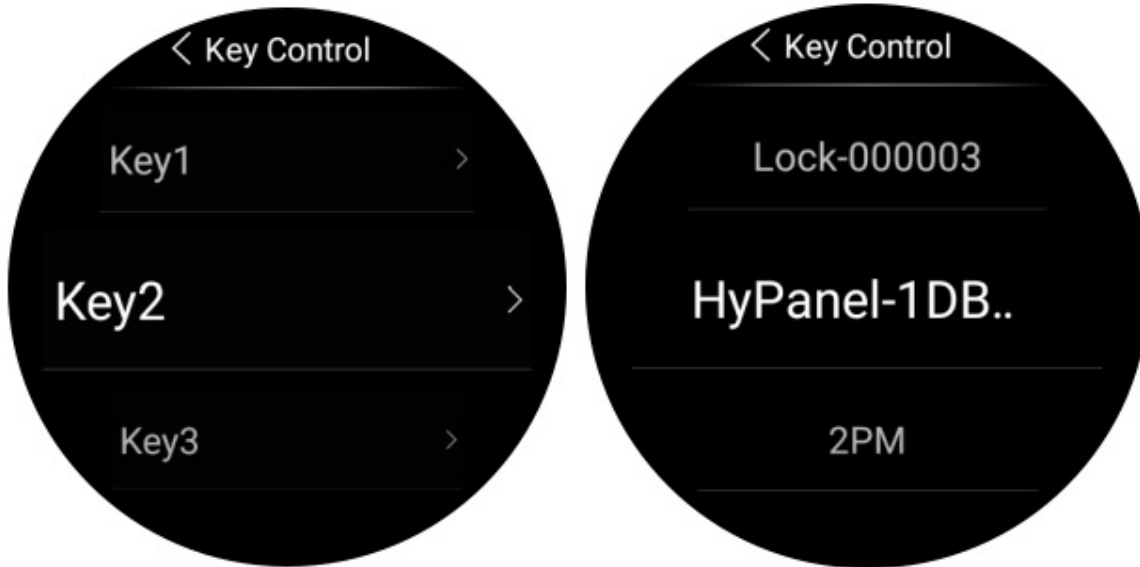 < Key Control
Key1 >
Key2 >
Key3 >
< Key Control
Lock-000003
HyPanel-1DB..
2PM